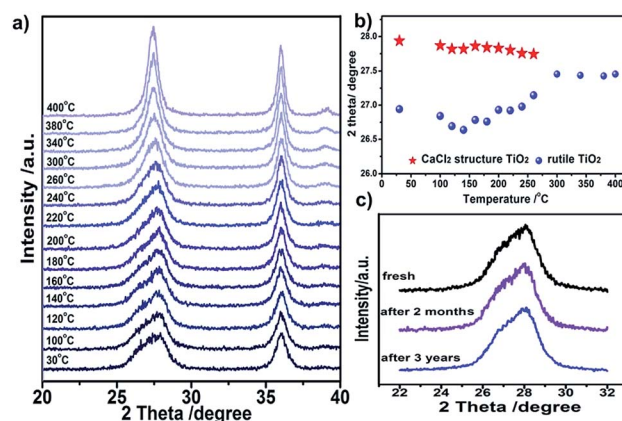 a)
Intensity /a.u.
400°C
380°C
340°C
300°C
260°C
240°C
220°C
200°C
180°C
160°C
140°C
120°C
100°C
30°C
20 25 30 35 40
2 Theta /degree
b)
2 theta/ degree
28.0
27.5
27.0
26.5
26.0
CaCl₂ structure TiO₂ rutile TiO₂
0 50 100 150 200 250 300 350 400
Temperature /°C
c)
Intensity/a.u.
fresh
after 2 months
after 3 years
22 24 26 28 30 32
2 Theta /degree